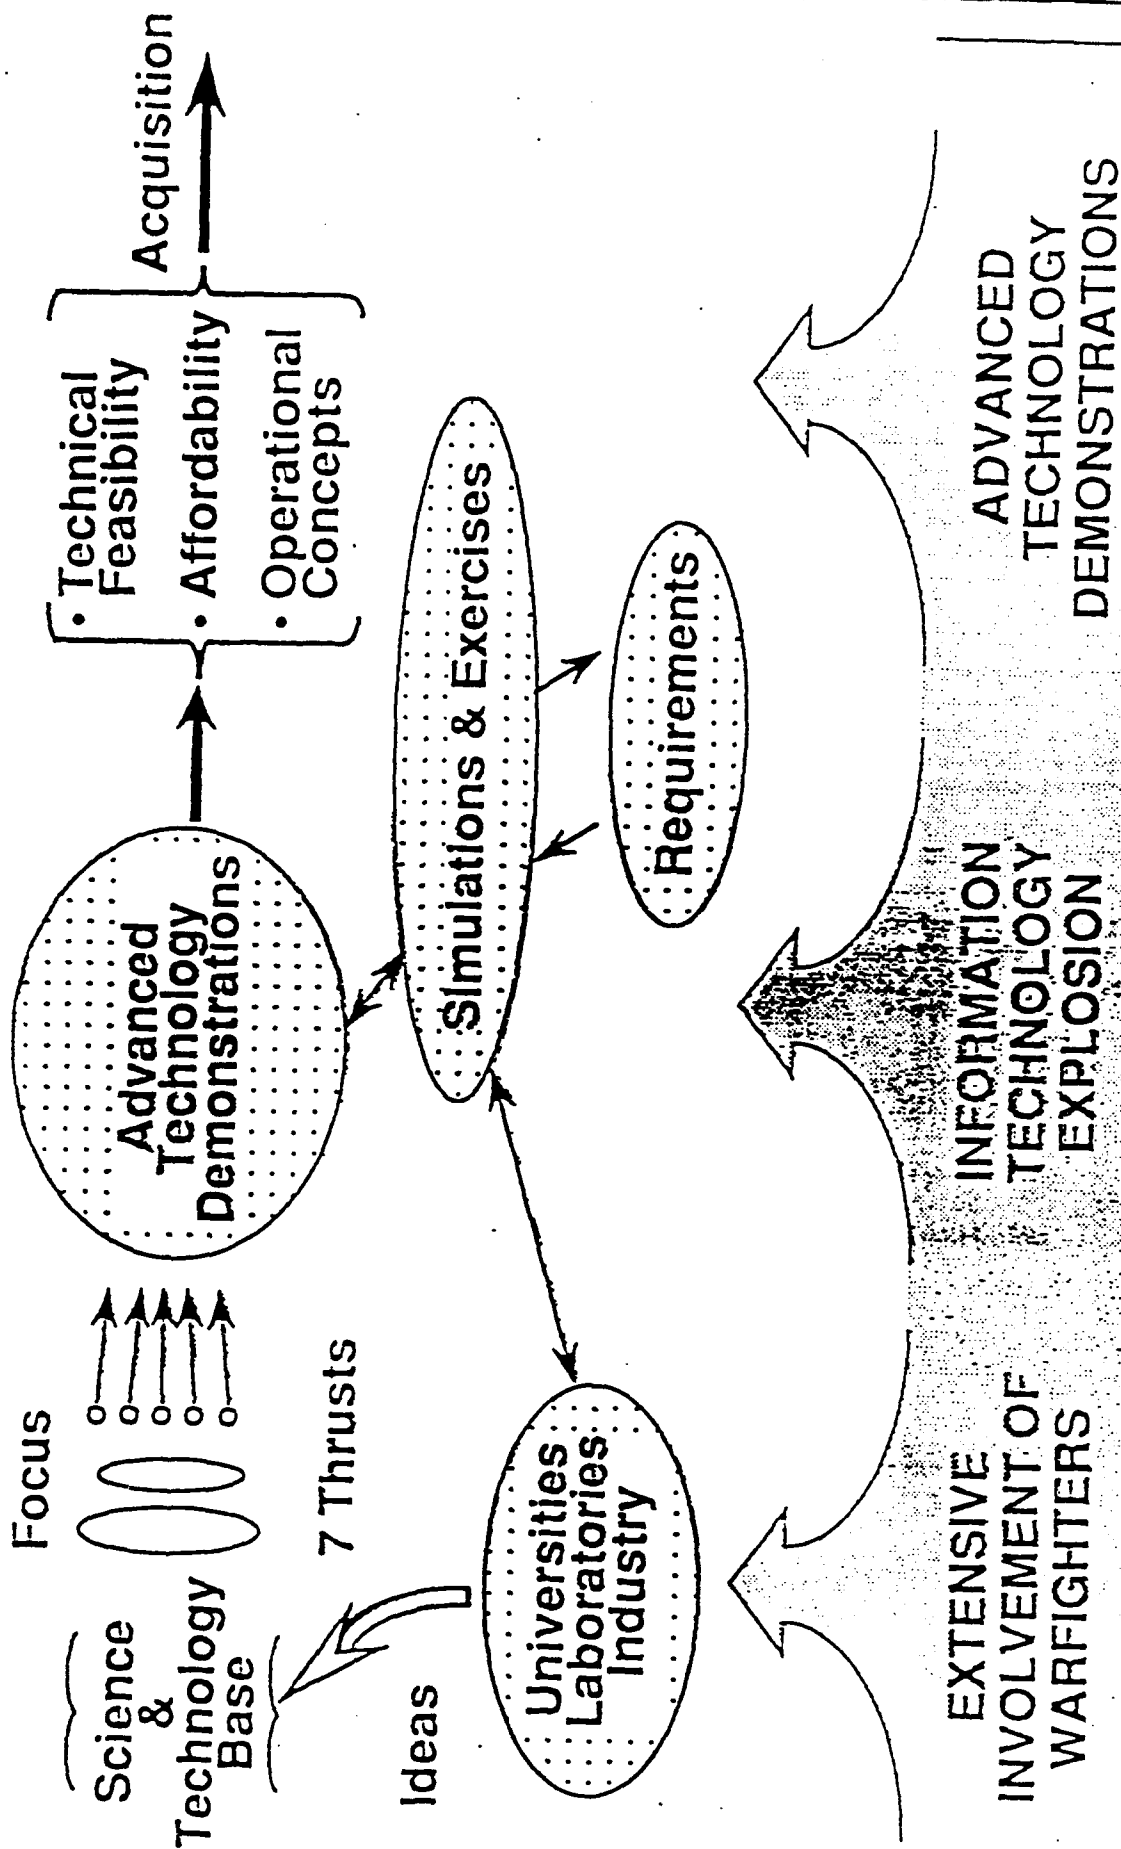 Science
&
Technology
Base
Focus
7 Thrusts
Advanced
Technology
Demonstrations
• Technical
Feasibility
• Affordability
• Operational
Concepts
Acquisition
Ideas
Universities
Laboratories
Industry
Simulations & Exercises
Requirements
EXTENSIVE
INVOLVEMENT OF
WARFIGHTERS
INFORMATION
TECHNOLOGY
EXPLOSION
ADVANCED
TECHNOLOGY
DEMONSTRATIONS